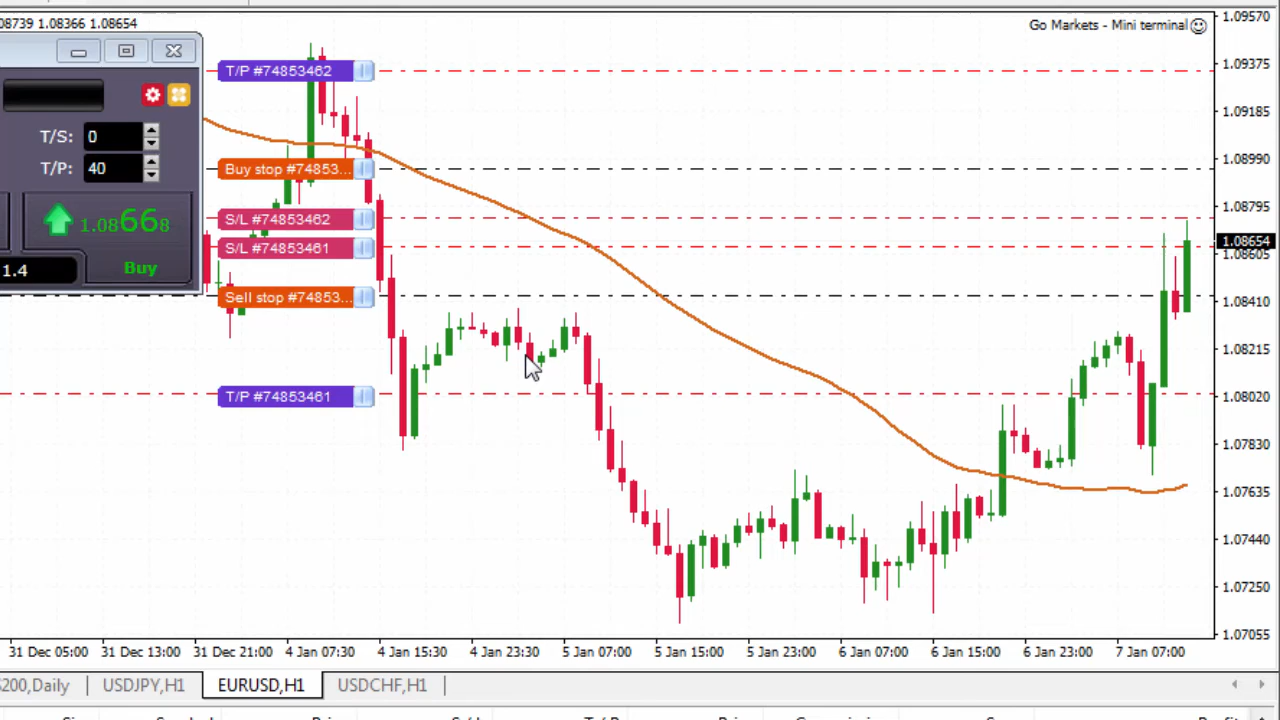 08739 1.08366 1.08654
Go Markets - Mini terminal
T/S: 0
T/P: 40
1.08668
1.4
Buy
T/P #74853462
Buy stop #74853...
S/L #74853462
S/L #74853461
Sell stop #74853...
T/P #74853461
1.09570
1.09375
1.09185
1.08990
1.08795
1.08654
1.08605
1.08410
1.08215
1.08020
1.07830
1.07635
1.07440
1.07250
1.07055
31 Dec 05:00 31 Dec 13:00 31 Dec 21:00 4 Jan 07:30 4 Jan 15:30 4 Jan 23:30 5 Jan 07:00 5 Jan 15:00 5 Jan 23:00 6 Jan 07:00 6 Jan 15:00 6 Jan 23:00 7 Jan 07:00
S200,Daily USDJPY,H1 EURUSD,H1 USDCHF,H1